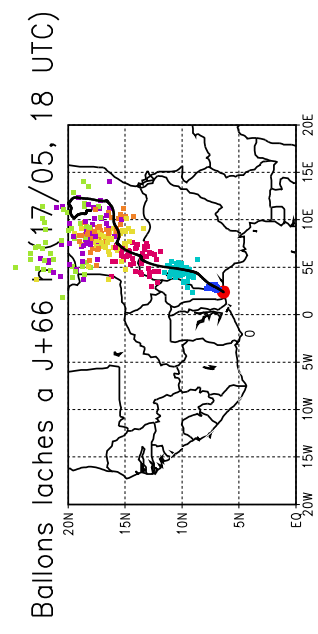 Ballons laches a J+66 h (17/05, 18 UTC)
20N
15N
10N
5N
EQ
20W 15W 10W 5W 0 5E 10E 15E 20E
0